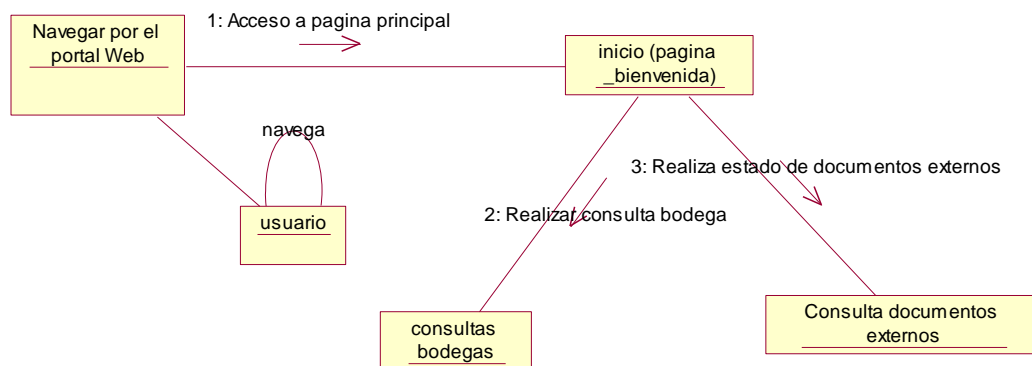 1: Acceso a pagina principal
Navegar por el
portal Web
inicio (pagina
_bienvenida)
navega
3: Realiza estado de documentos externos
2: Realizar consulta bodega
usuario
Consulta documentos
externos
consultas
bodegas